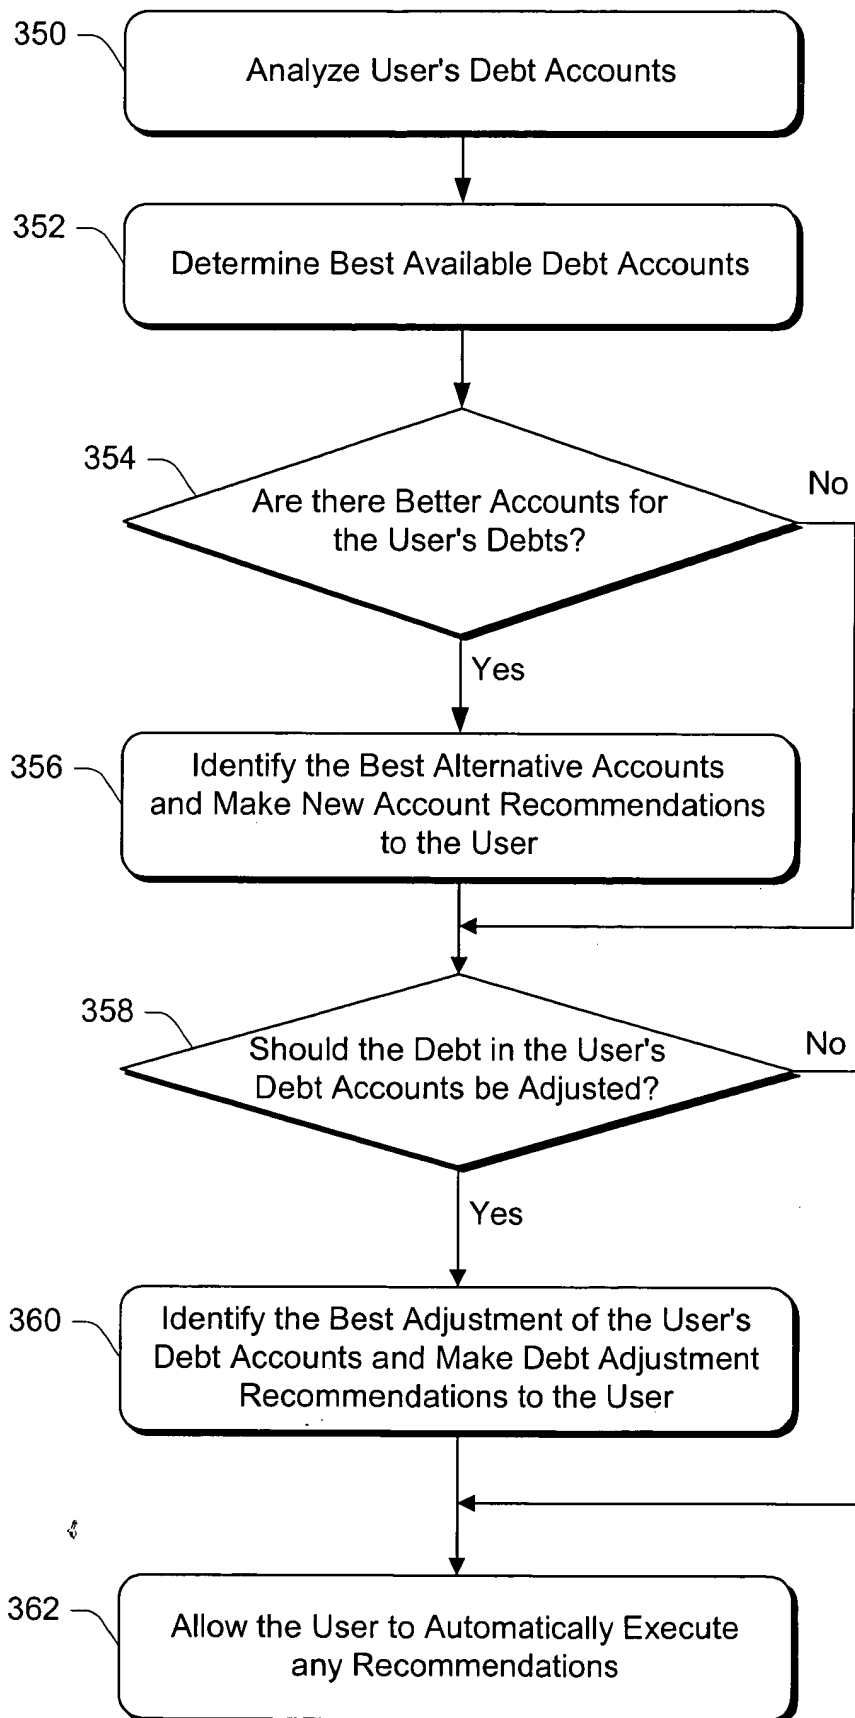 350
Analyze User's Debt Accounts
352
Determine Best Available Debt Accounts
354
Are there Better Accounts for
the User's Debts?
No
Yes
356
Identify the Best Alternative Accounts
and Make New Account Recommendations
to the User
358
Should the Debt in the User's
Debt Accounts be Adjusted?
No
Yes
360
Identify the Best Adjustment of the User's
Debt Accounts and Make Debt Adjustment
Recommendations to the User
362
Allow the User to Automatically Execute
any Recommendations